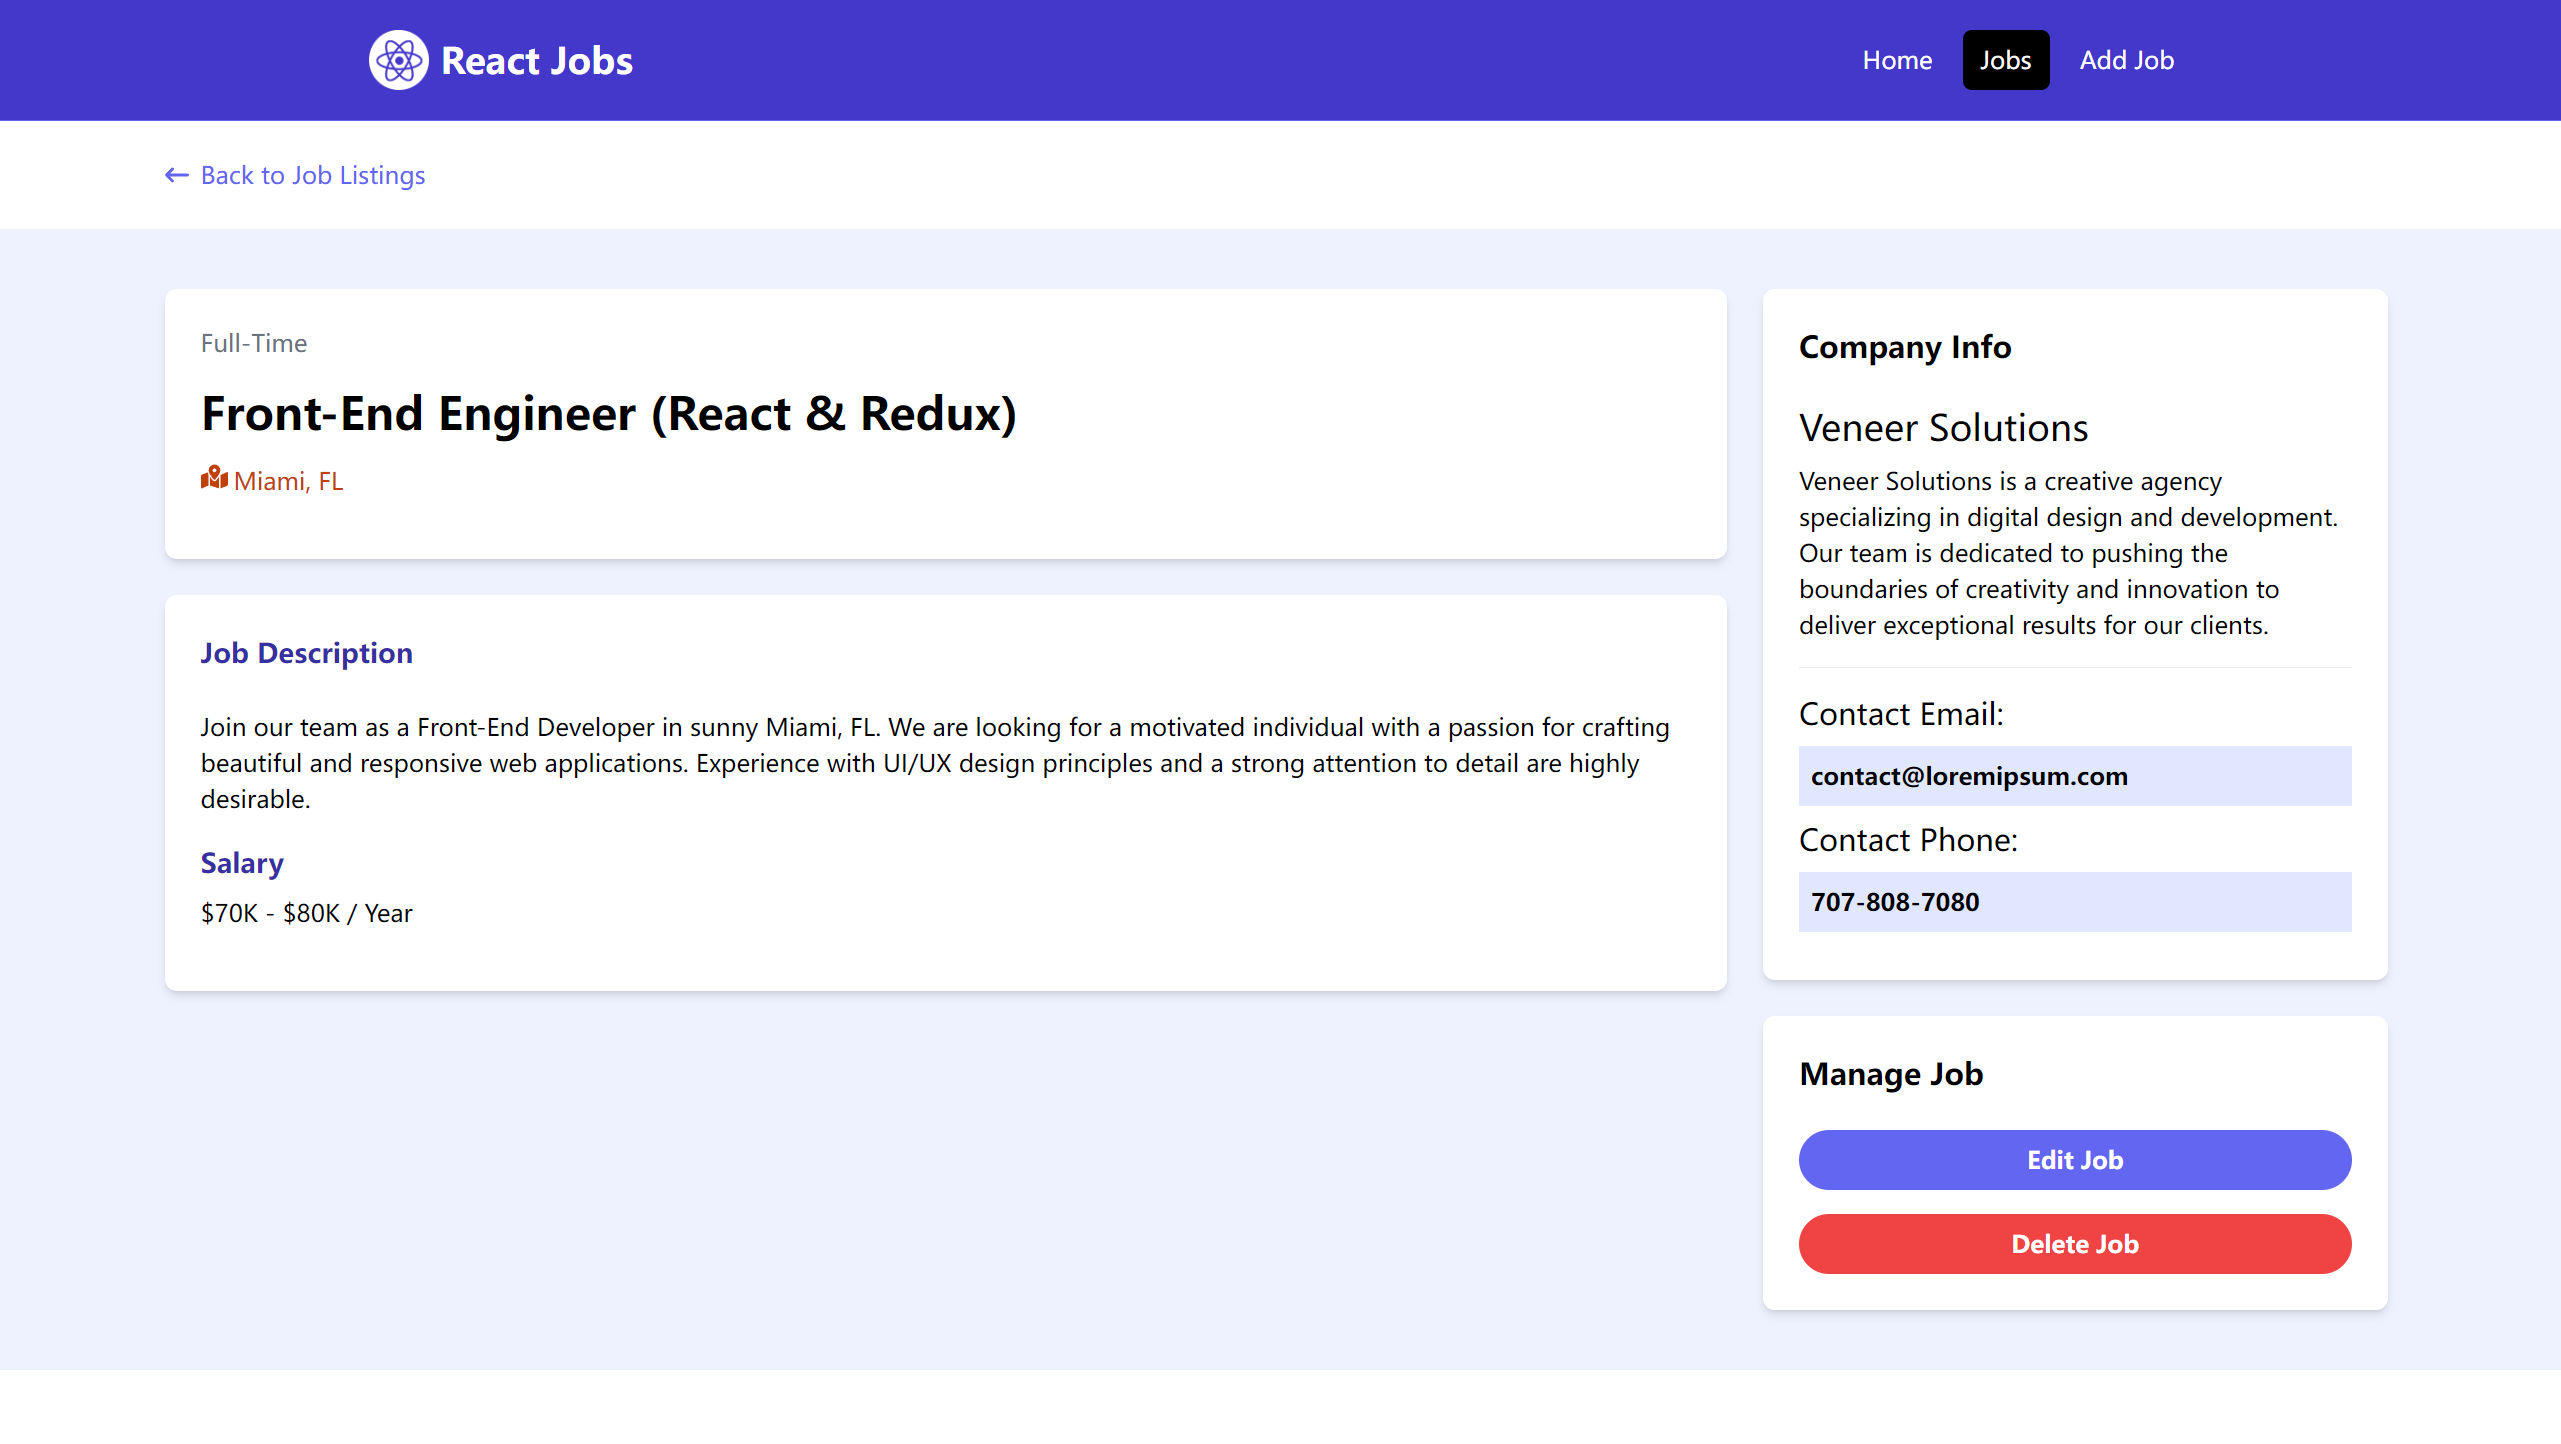 React Jobs
Home
Jobs
Add Job
Back to Job Listings
Full-Time
Front-End Engineer (React & Redux)
Miami, FL
Job Description
Join our team as a Front-End Developer in sunny Miami, FL. We are looking for a motivated individual with a passion for crafting
beautiful and responsive web applications. Experience with UI/UX design principles and a strong attention to detail are highly
desirable.
Salary
$70K - $80K / Year
Company Info
Veneer Solutions
Veneer Solutions is a creative agency
specializing in digital design and development.
Our team is dedicated to pushing the
boundaries of creativity and innovation to
deliver exceptional results for our clients.
Contact Email:
contact@loremipsum.com
Contact Phone:
707-808-7080
Manage Job
Edit Job
Delete Job